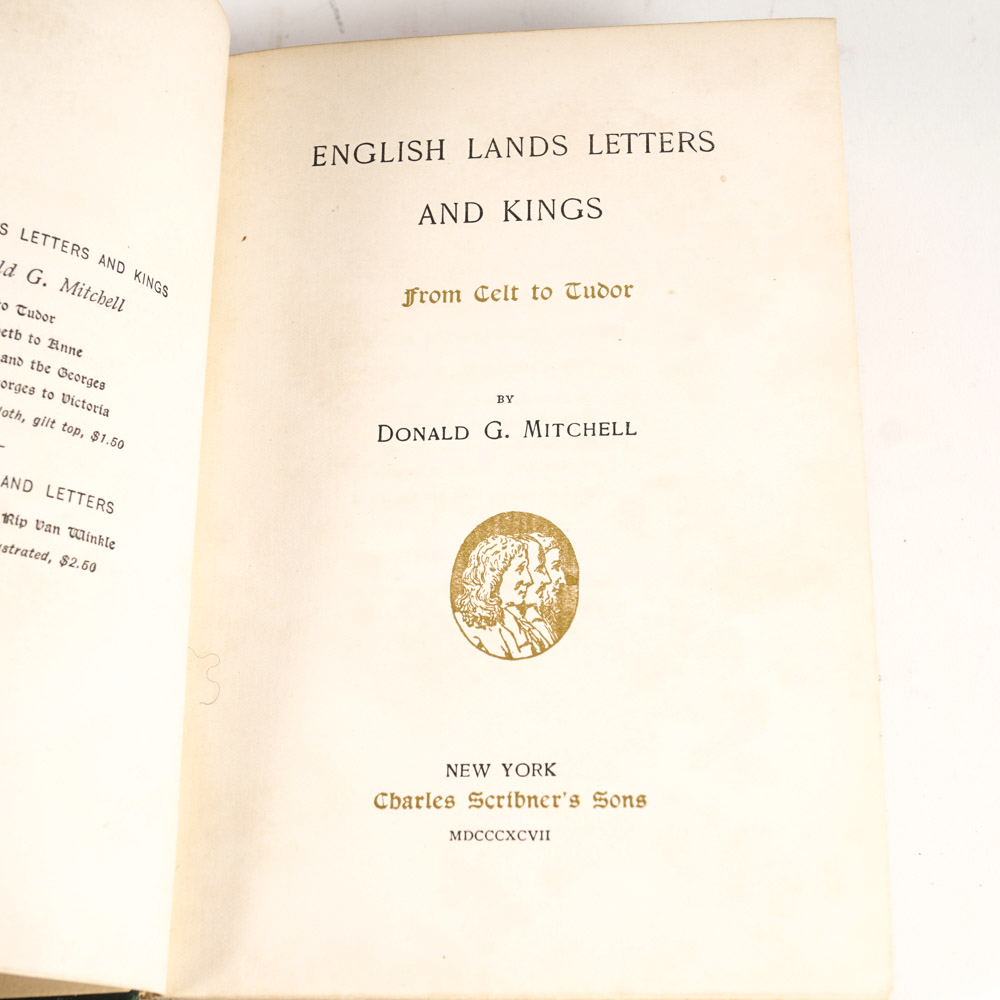 S LETTERS AND KINGS
ld G. Mitchell
o Tudor
eth to Anne
and the Georges
orges to Victoria
loth, gilt top, $1.50
AND LETTERS
Rip Van Winkle
ustrated, $2.50
ENGLISH LANDS LETTERS
AND KINGS
From Celt to Tudor
BY
DONALD G. MITCHELL
NEW YORK
Charles Scribner's Sons
MDCCCXCVII